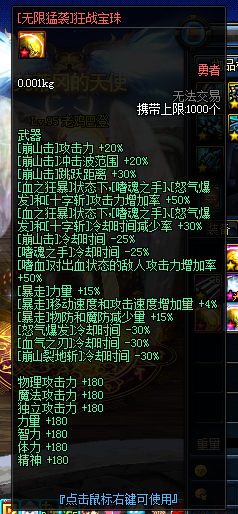 [无限猛袭]狂战宝珠
0.001kg
勇者
无法交易
携带上限1000个
武器
[崩山击]攻击力 +20%
[崩山击]冲击波范围 +20%
[崩山击]跳跃距离 +30%
[血之狂暴]状态下,[嗜魂之手]、[怒气爆
发]和[十字斩]攻击力增加率 +50%
[血之狂暴]状态下,[嗜魂之手]、[怒气爆
发]和[十字斩]冷却时间减少率 +30%
[崩山击]冷却时间 -25%
[嗜魂之手]冷却时间 -25%
[嗜血]对出血状态的敌人攻击力增加率
+50%
[暴走]力量 +15%
[暴走]移动速度和攻击速度增加量 +4%
[暴走]物防和魔防减少量 +15%
[怒气爆发]冷却时间 -30%
[血气之刃]冷却时间 -30%
[崩山裂地斩]冷却时间 -30%
物理攻击力 +180
魔法攻击力 +180
独立攻击力 +180
力量 +180
智力 +180
体力 +180
精神 +180
『点击鼠标右键可使用』
重量